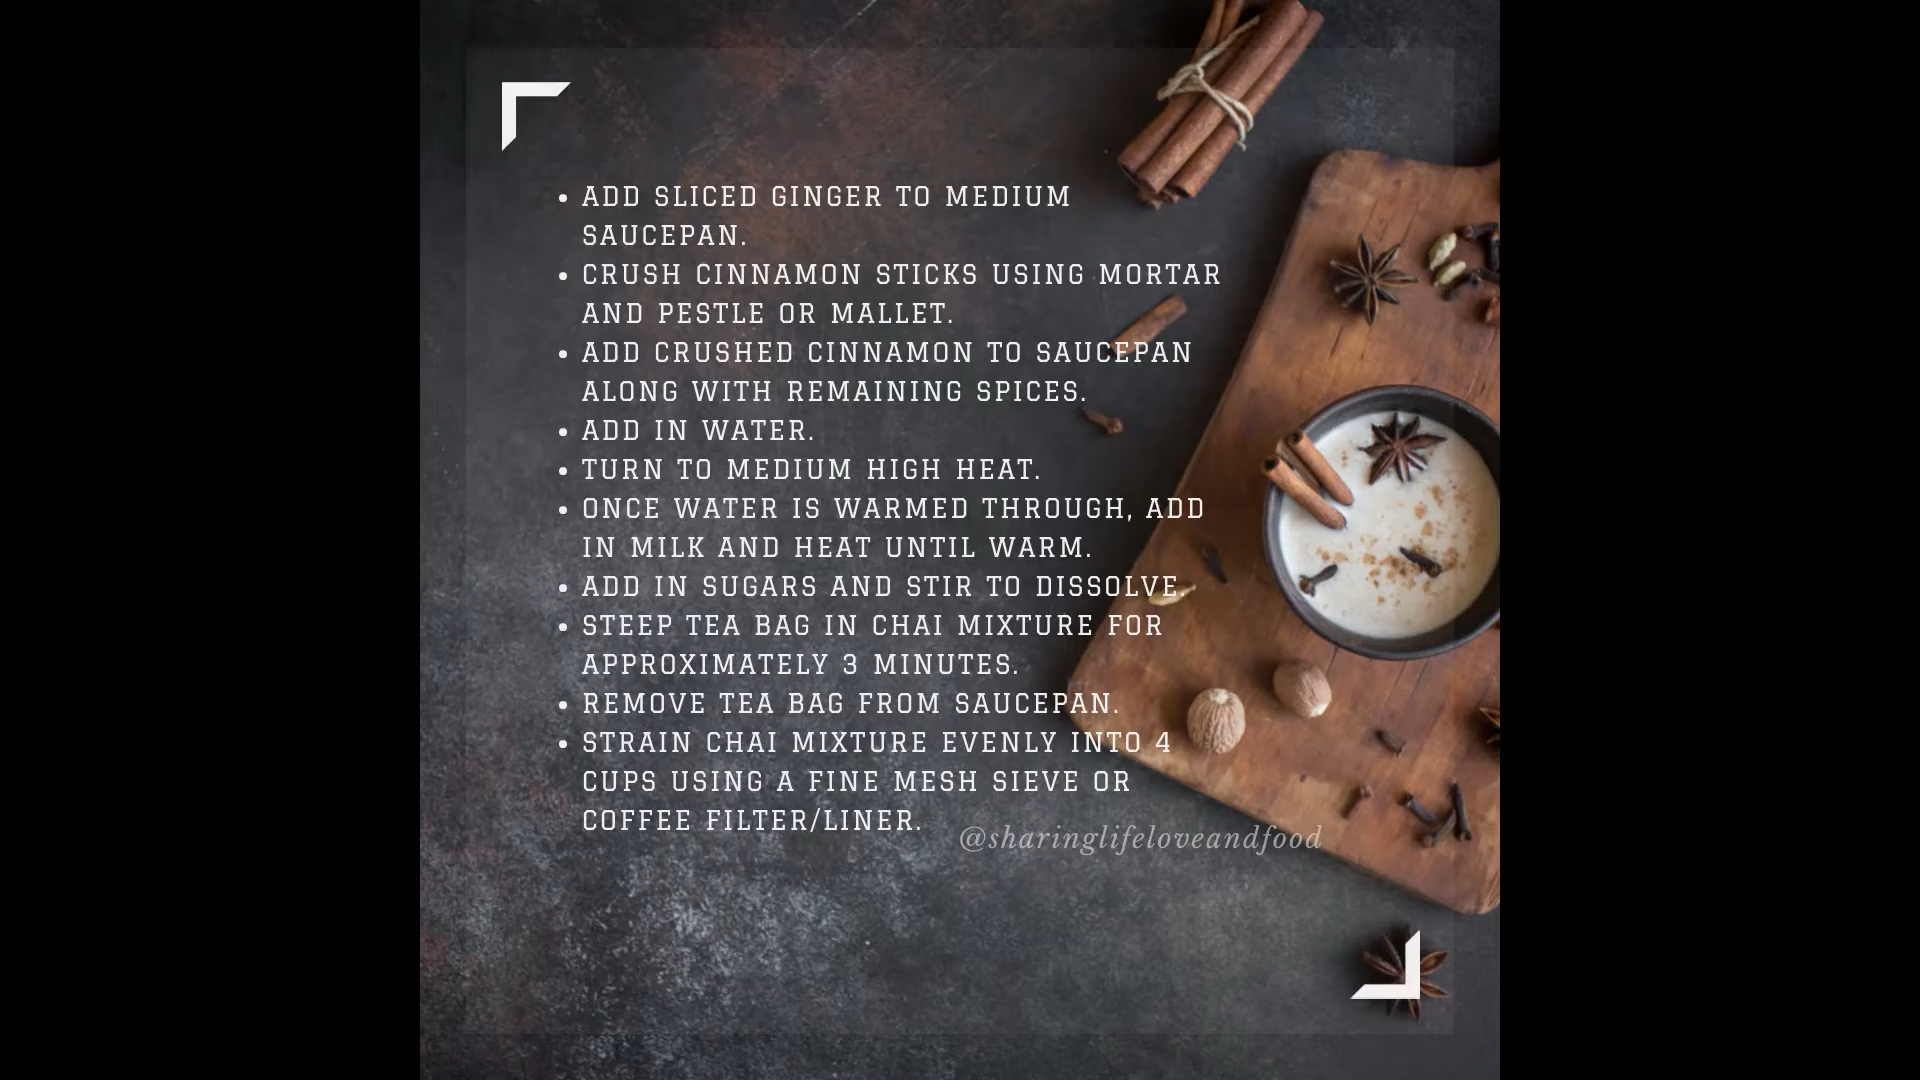 • ADD SLICED GINGER TO MEDIUM
SAUCEPAN.
• CRUSH CINNAMON STICKS USING MORTAR
AND PESTLE OR MALLET.
• ADD CRUSHED CINNAMON TO SAUCEPAN
ALONG WITH REMAINING SPICES.
• ADD IN WATER.
• TURN TO MEDIUM HIGH HEAT.
• ONCE WATER IS WARMED THROUGH, ADD
IN MILK AND HEAT UNTIL WARM.
• ADD IN SUGARS AND STIR TO DISSOLVE.
• STEEP TEA BAG IN CHAI MIXTURE FOR
APPROXIMATELY 3 MINUTES.
• REMOVE TEA BAG FROM SAUCEPAN.
• STRAIN CHAI MIXTURE EVENLY INTO 4
CUPS USING A FINE MESH SIEVE OR
COFFEE FILTER/LINER.
@sharinglifeloveandfood